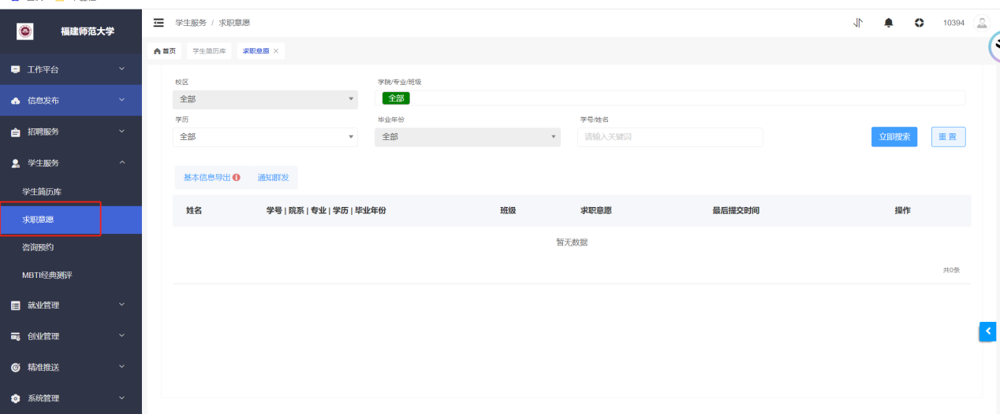 福建师范大学
学生服务 / 求职意愿
10394
首页 学生简历库 求职意愿 ×
工作平台
信息发布
招聘服务
学生服务
学生简历库
求职意愿
咨询预约
MBTI经典测评
就业管理
创业管理
精准推送
系统管理
校区
学院/专业/班级
全部
全部
学历
毕业年份
学号/姓名
全部
全部
请输入关键词
立即搜索
重置
基本信息导出
通知群发
姓名 学号 | 院系 | 专业 | 学历 | 毕业年份 班级 求职意愿 最后提交时间 操作
暂无数据
共0条